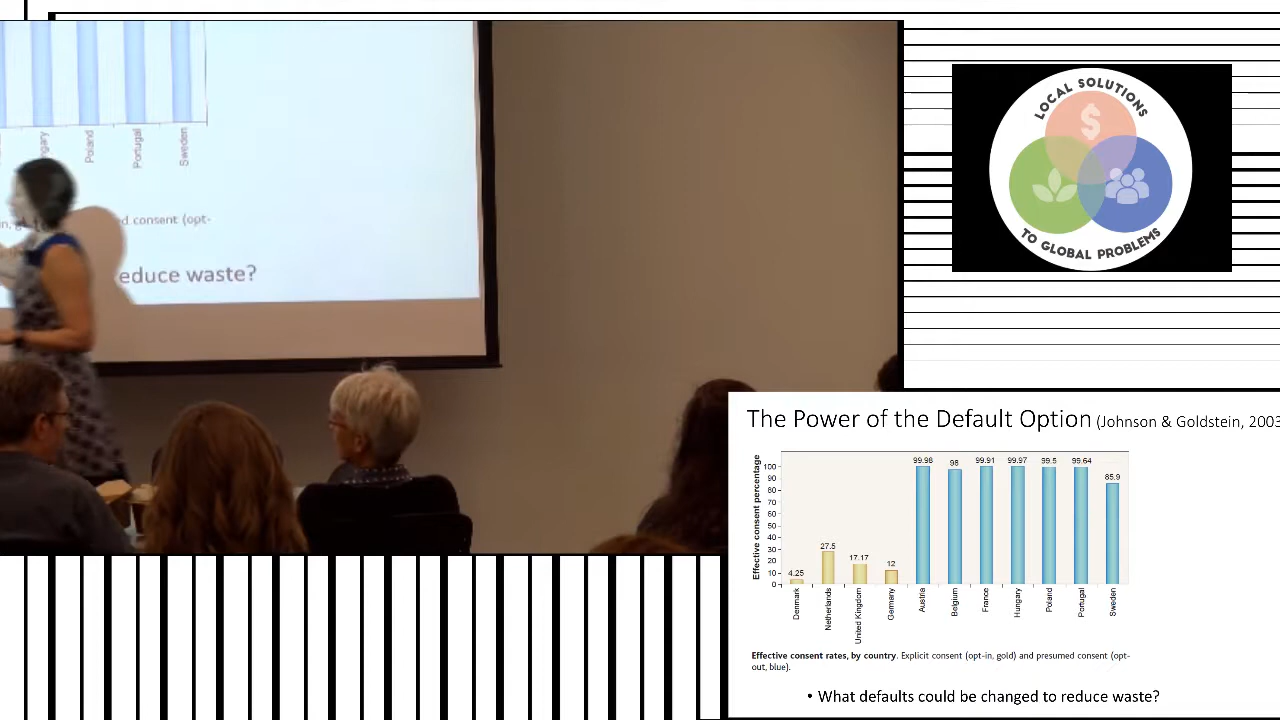 gary
Poland
Portugal
Sweden
d consent (opt-
educe waste?
LOCAL SOLUTIONS
$
TO GLOBAL PROBLEMS
The Power of the Default Option (Johnson & Goldstein, 2003
Effective consent percentage
100
90
80
70
60
50
40
30
20
10
0
4.25
27.5
17.17
12
99.98
98
99.91
99.97
99.5
99.64
85.9
Denmark
Netherlands
United Kingdom
Germany
Austria
Belgium
France
Hungary
Poland
Portugal
Sweden
Effective consent rates, by country. Explicit consent (opt-in, gold) and presumed consent (opt-
out, blue).
• What defaults could be changed to reduce waste?